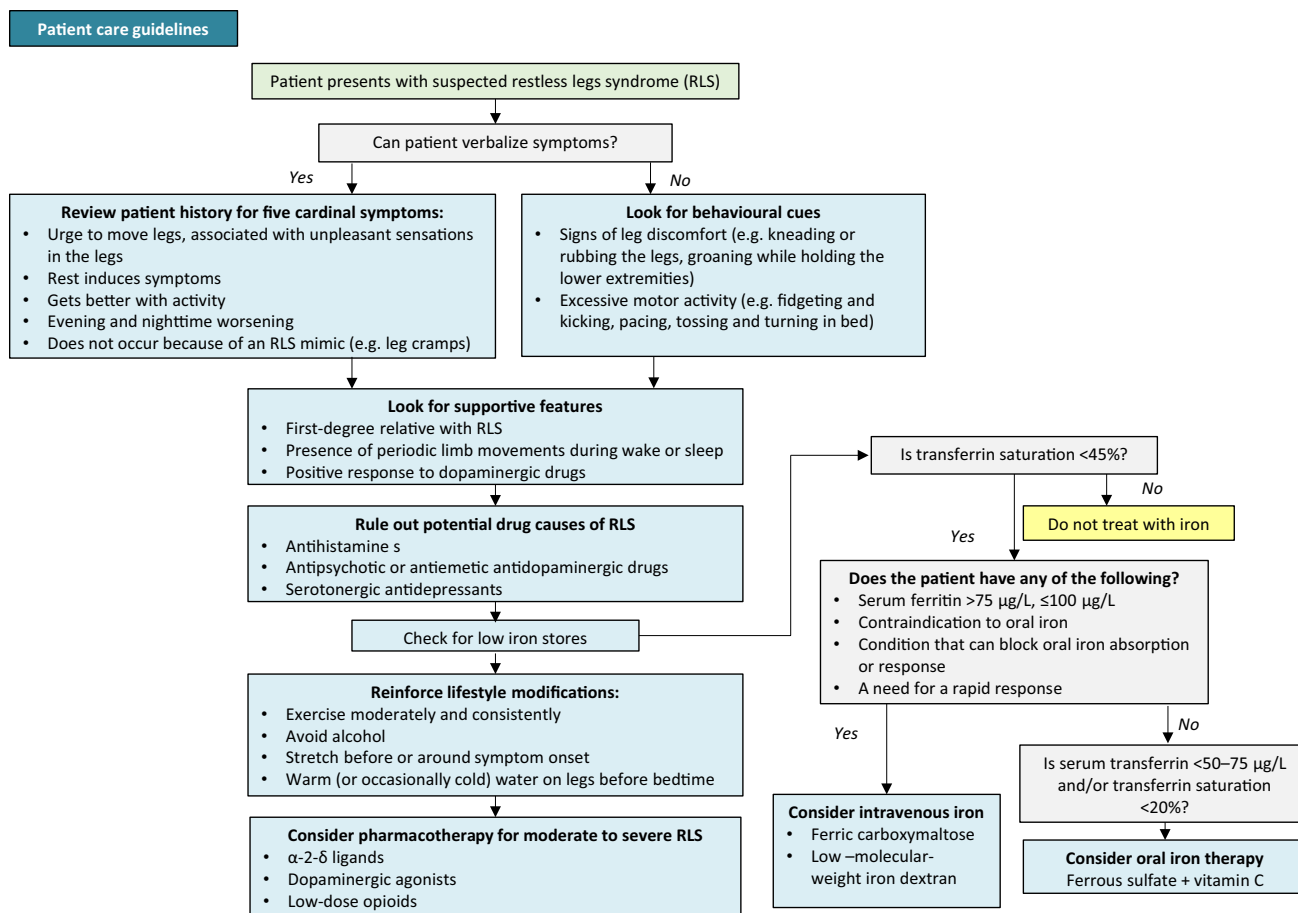 Patient care guidelines
Patient presents with suspected restless legs syndrome (RLS)
Can patient verbalize symptoms?
Yes
No
Review patient history for five cardinal symptoms:
• Urge to move legs, associated with unpleasant sensations
in the legs
• Rest induces symptoms
• Gets better with activity
• Evening and nighttime worsening
• Does not occur because of an RLS mimic (e.g. leg cramps)
Look for behavioural cues
• Signs of leg discomfort (e.g. kneading or
rubbing the legs, groaning while holding the
lower extremities)
• Excessive motor activity (e.g. fidgeting and
kicking, pacing, tossing and turning in bed)
Look for supportive features
• First-degree relative with RLS
• Presence of periodic limb movements during wake or sleep
• Positive response to dopaminergic drugs
Rule out potential drug causes of RLS
• Antihistamine s
• Antipsychotic or antiemetic antidopaminergic drugs
• Serotonergic antidepressants
Check for low iron stores
Reinforce lifestyle modifications:
• Exercise moderately and consistently
• Avoid alcohol
• Stretch before or around symptom onset
• Warm (or occasionally cold) water on legs before bedtime
Consider pharmacotherapy for moderate to severe RLS
• α-2-δ ligands
• Dopaminergic agonists
• Low-dose opioids
Is transferrin saturation <45%?
No
Do not treat with iron
Yes
Does the patient have any of the following?
• Serum ferritin >75 µg/L, ≤100 µg/L
• Contraindication to oral iron
• Condition that can block oral iron absorption
or response
• A need for a rapid response
Yes
No
Consider intravenous iron
• Ferric carboxymaltose
• Low –molecular-
weight iron dextran
Is serum transferrin <50–75 µg/L
and/or transferrin saturation
<20%?
Consider oral iron therapy
Ferrous sulfate + vitamin C